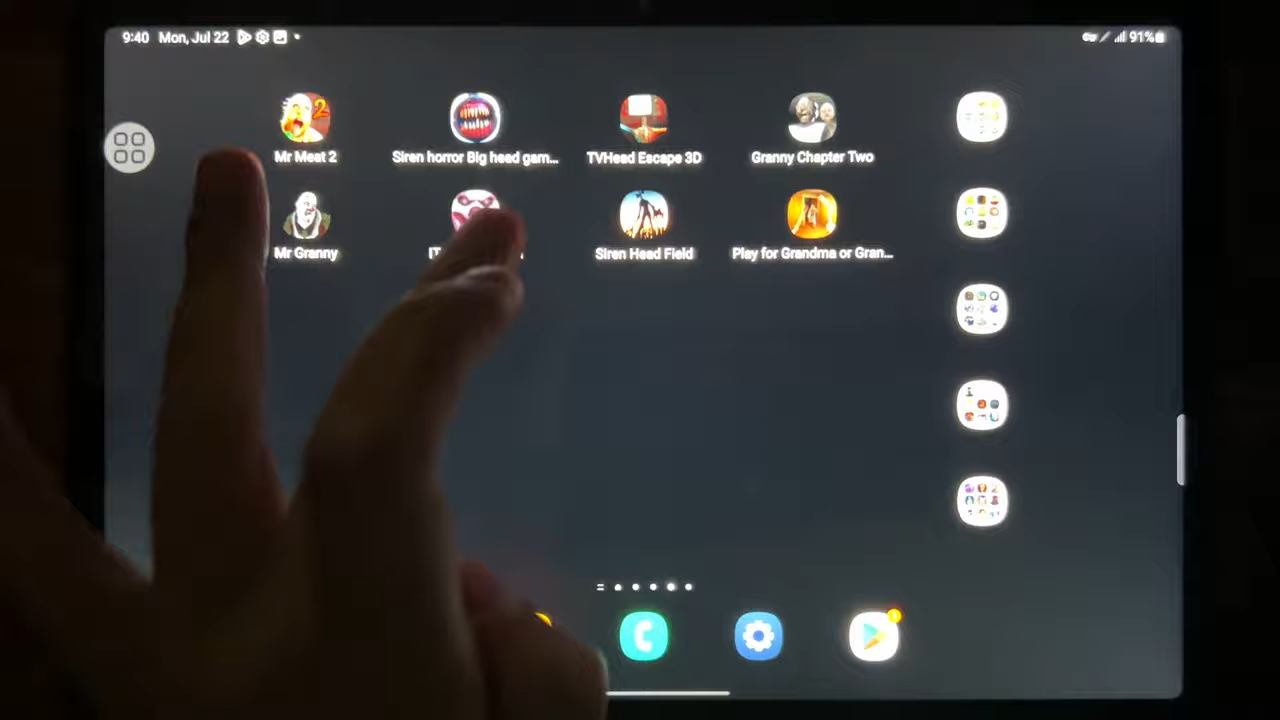 9:40 Mon, Jul 22
91%
Mr Meat 2
Siren horror Big head gam...
TVHead Escape 3D
Granny Chapter Two
Mr Granny
Siren Head Field
Play for Grandma or Gran...